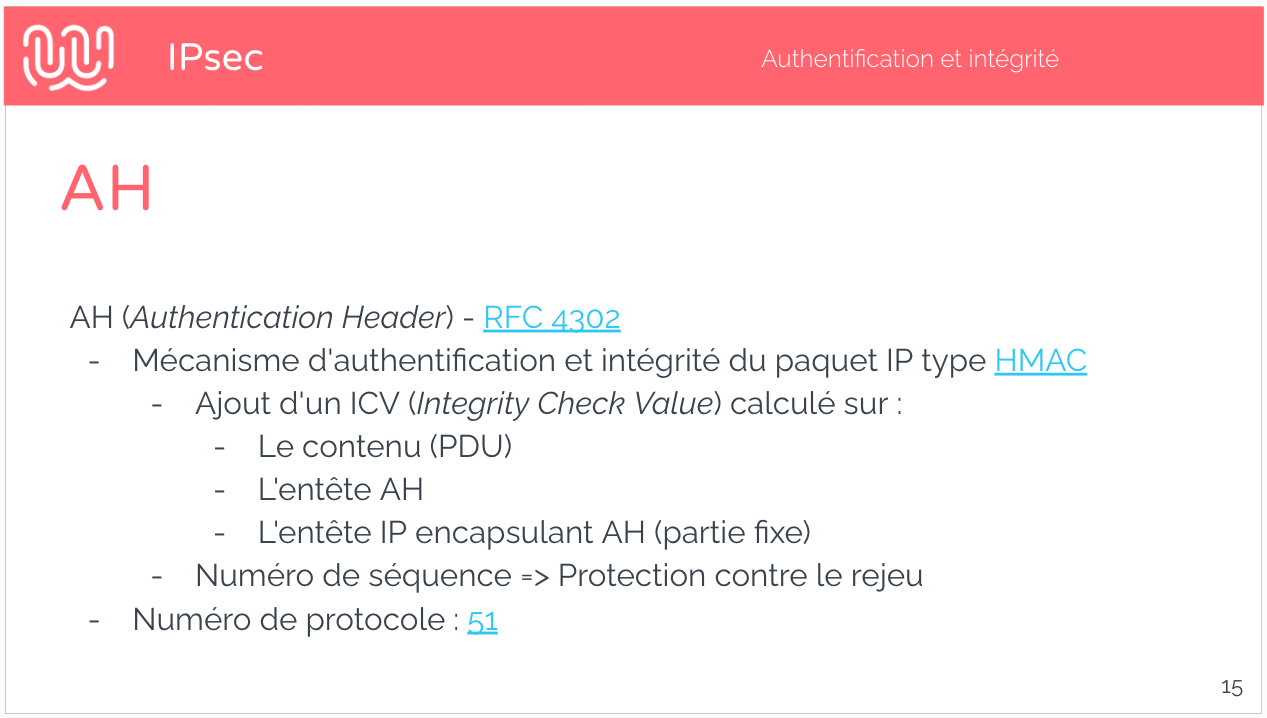 IPsec
Authentification et intégrité
AH
AH (Authentication Header) - RFC 4302
- Mécanisme d'authentification et intégrité du paquet IP type HMAC
- Ajout d'un ICV (Integrity Check Value) calculé sur :
- Le contenu (PDU)
- L'entête AH
- L'entête IP encapsulant AH (partie fixe)
- Numéro de séquence => Protection contre le rejeu
- Numéro de protocole : 51
15